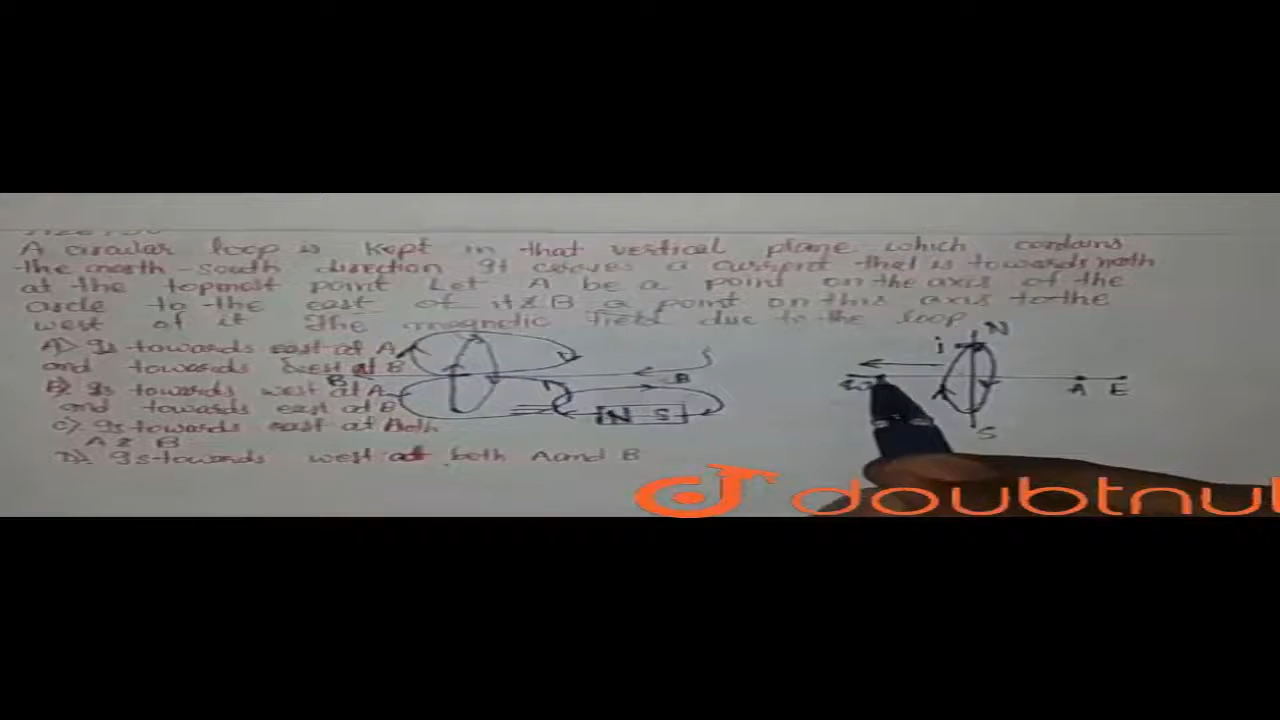 A circular loop is kept in that vertical plane which contains
the north-south direction It carries a current that is towards north
at the topmost point Let A be a point on the axis of the
circle to the east of it & B a point on this axis to the
west of it The magnetic field due to the loop
A) Is towards east at A
and towards west at B
B) Is towards west at A
and towards east at B
C) Is towards east at Both
A & B
D) Is towards west at both A and B
B
B
N S
i
N
A E
S
doubtnut